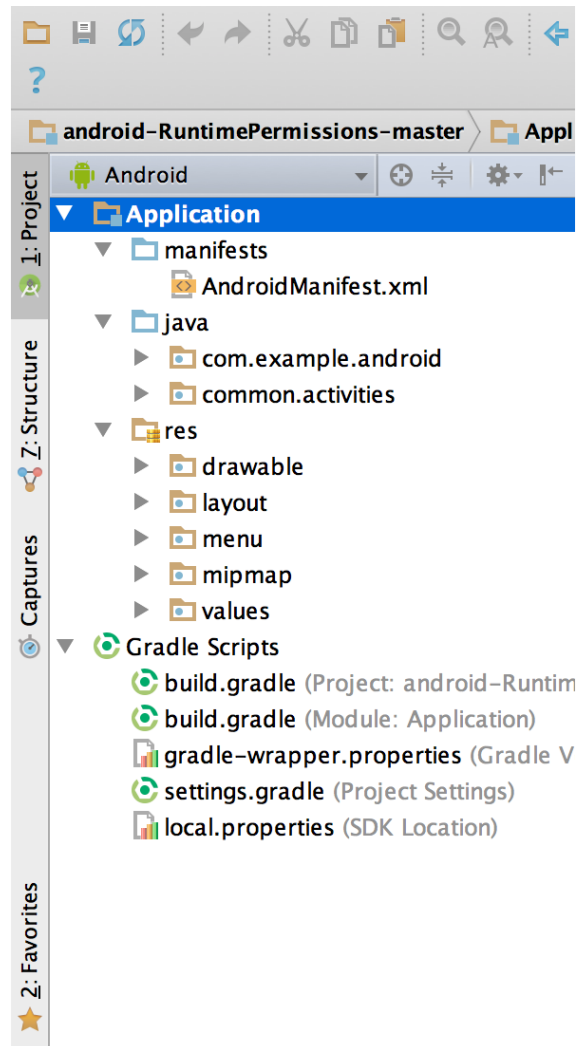 ?
android-RuntimePermissions-master
Appl
Android
1: Project
Application
manifests
AndroidManifest.xml
java
com.example.android
common.activities
7: Structure
res
drawable
layout
menu
mipmap
values
Captures
Gradle Scripts
build.gradle (Project: android-Runtim
build.gradle (Module: Application)
gradle-wrapper.properties (Gradle V
settings.gradle (Project Settings)
local.properties (SDK Location)
2: Favorites